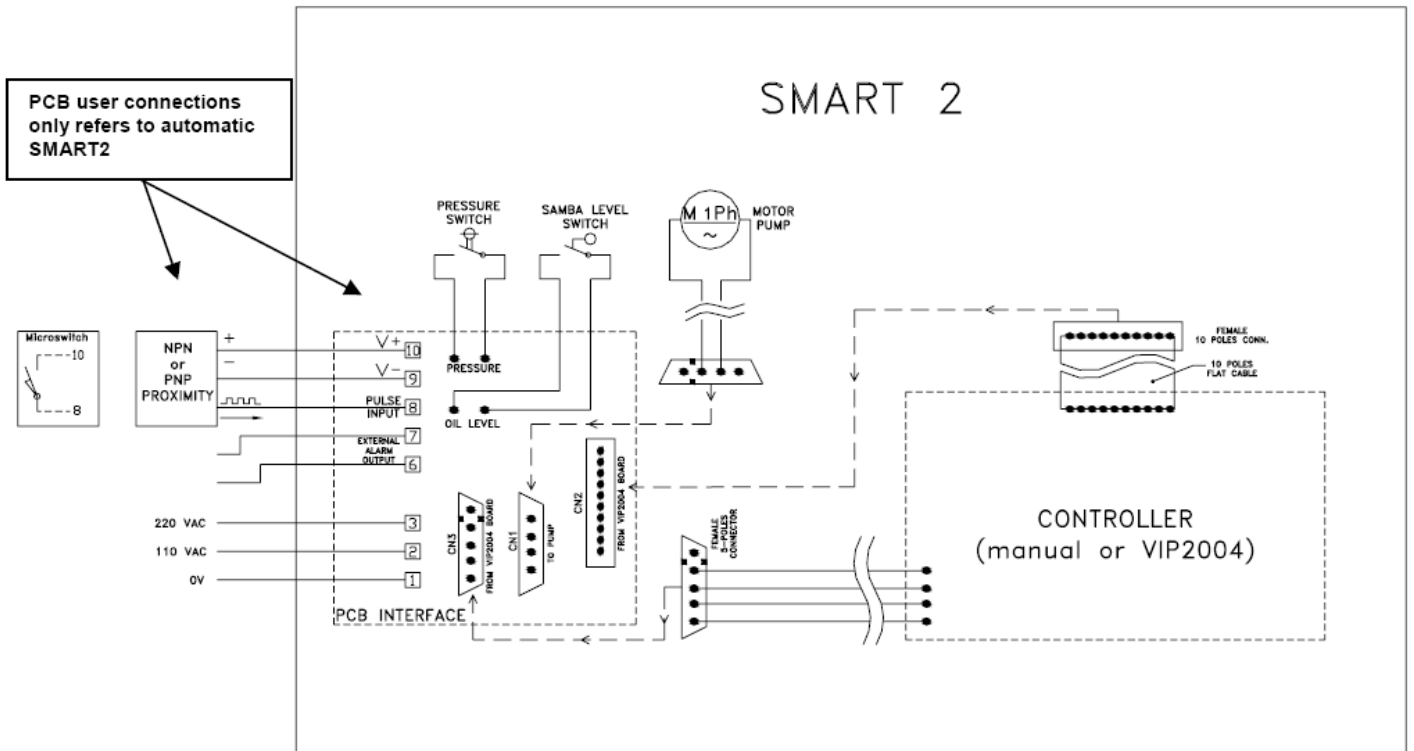 SMART 2
PCB user connections
only refers to automatic
SMART2
PRESSURE
SWITCH
SAMBA LEVEL
SWITCH
M 1Ph
~
MOTOR
PUMP
Microswitch
10
8
NPN
or
PNP
PROXIMITY
+
-
V+
10
V-
9
PULSE
INPUT
8
7
EXTERNAL
ALARM
OUTPUT
6
220 VAC
3
110 VAC
2
0V
1
PRESSURE
OIL LEVEL
CN3
FROM VIP2004 BOARD
CN1
TO PUMP
CN2
FROM VIP2004 BOARD
PCB INTERFACE
FEMALE
5-POLES
CONNECTOR
FEMALE
10 POLES CONN.
10 POLES
FLAT CABLE
CONTROLLER
(manual or VIP2004)